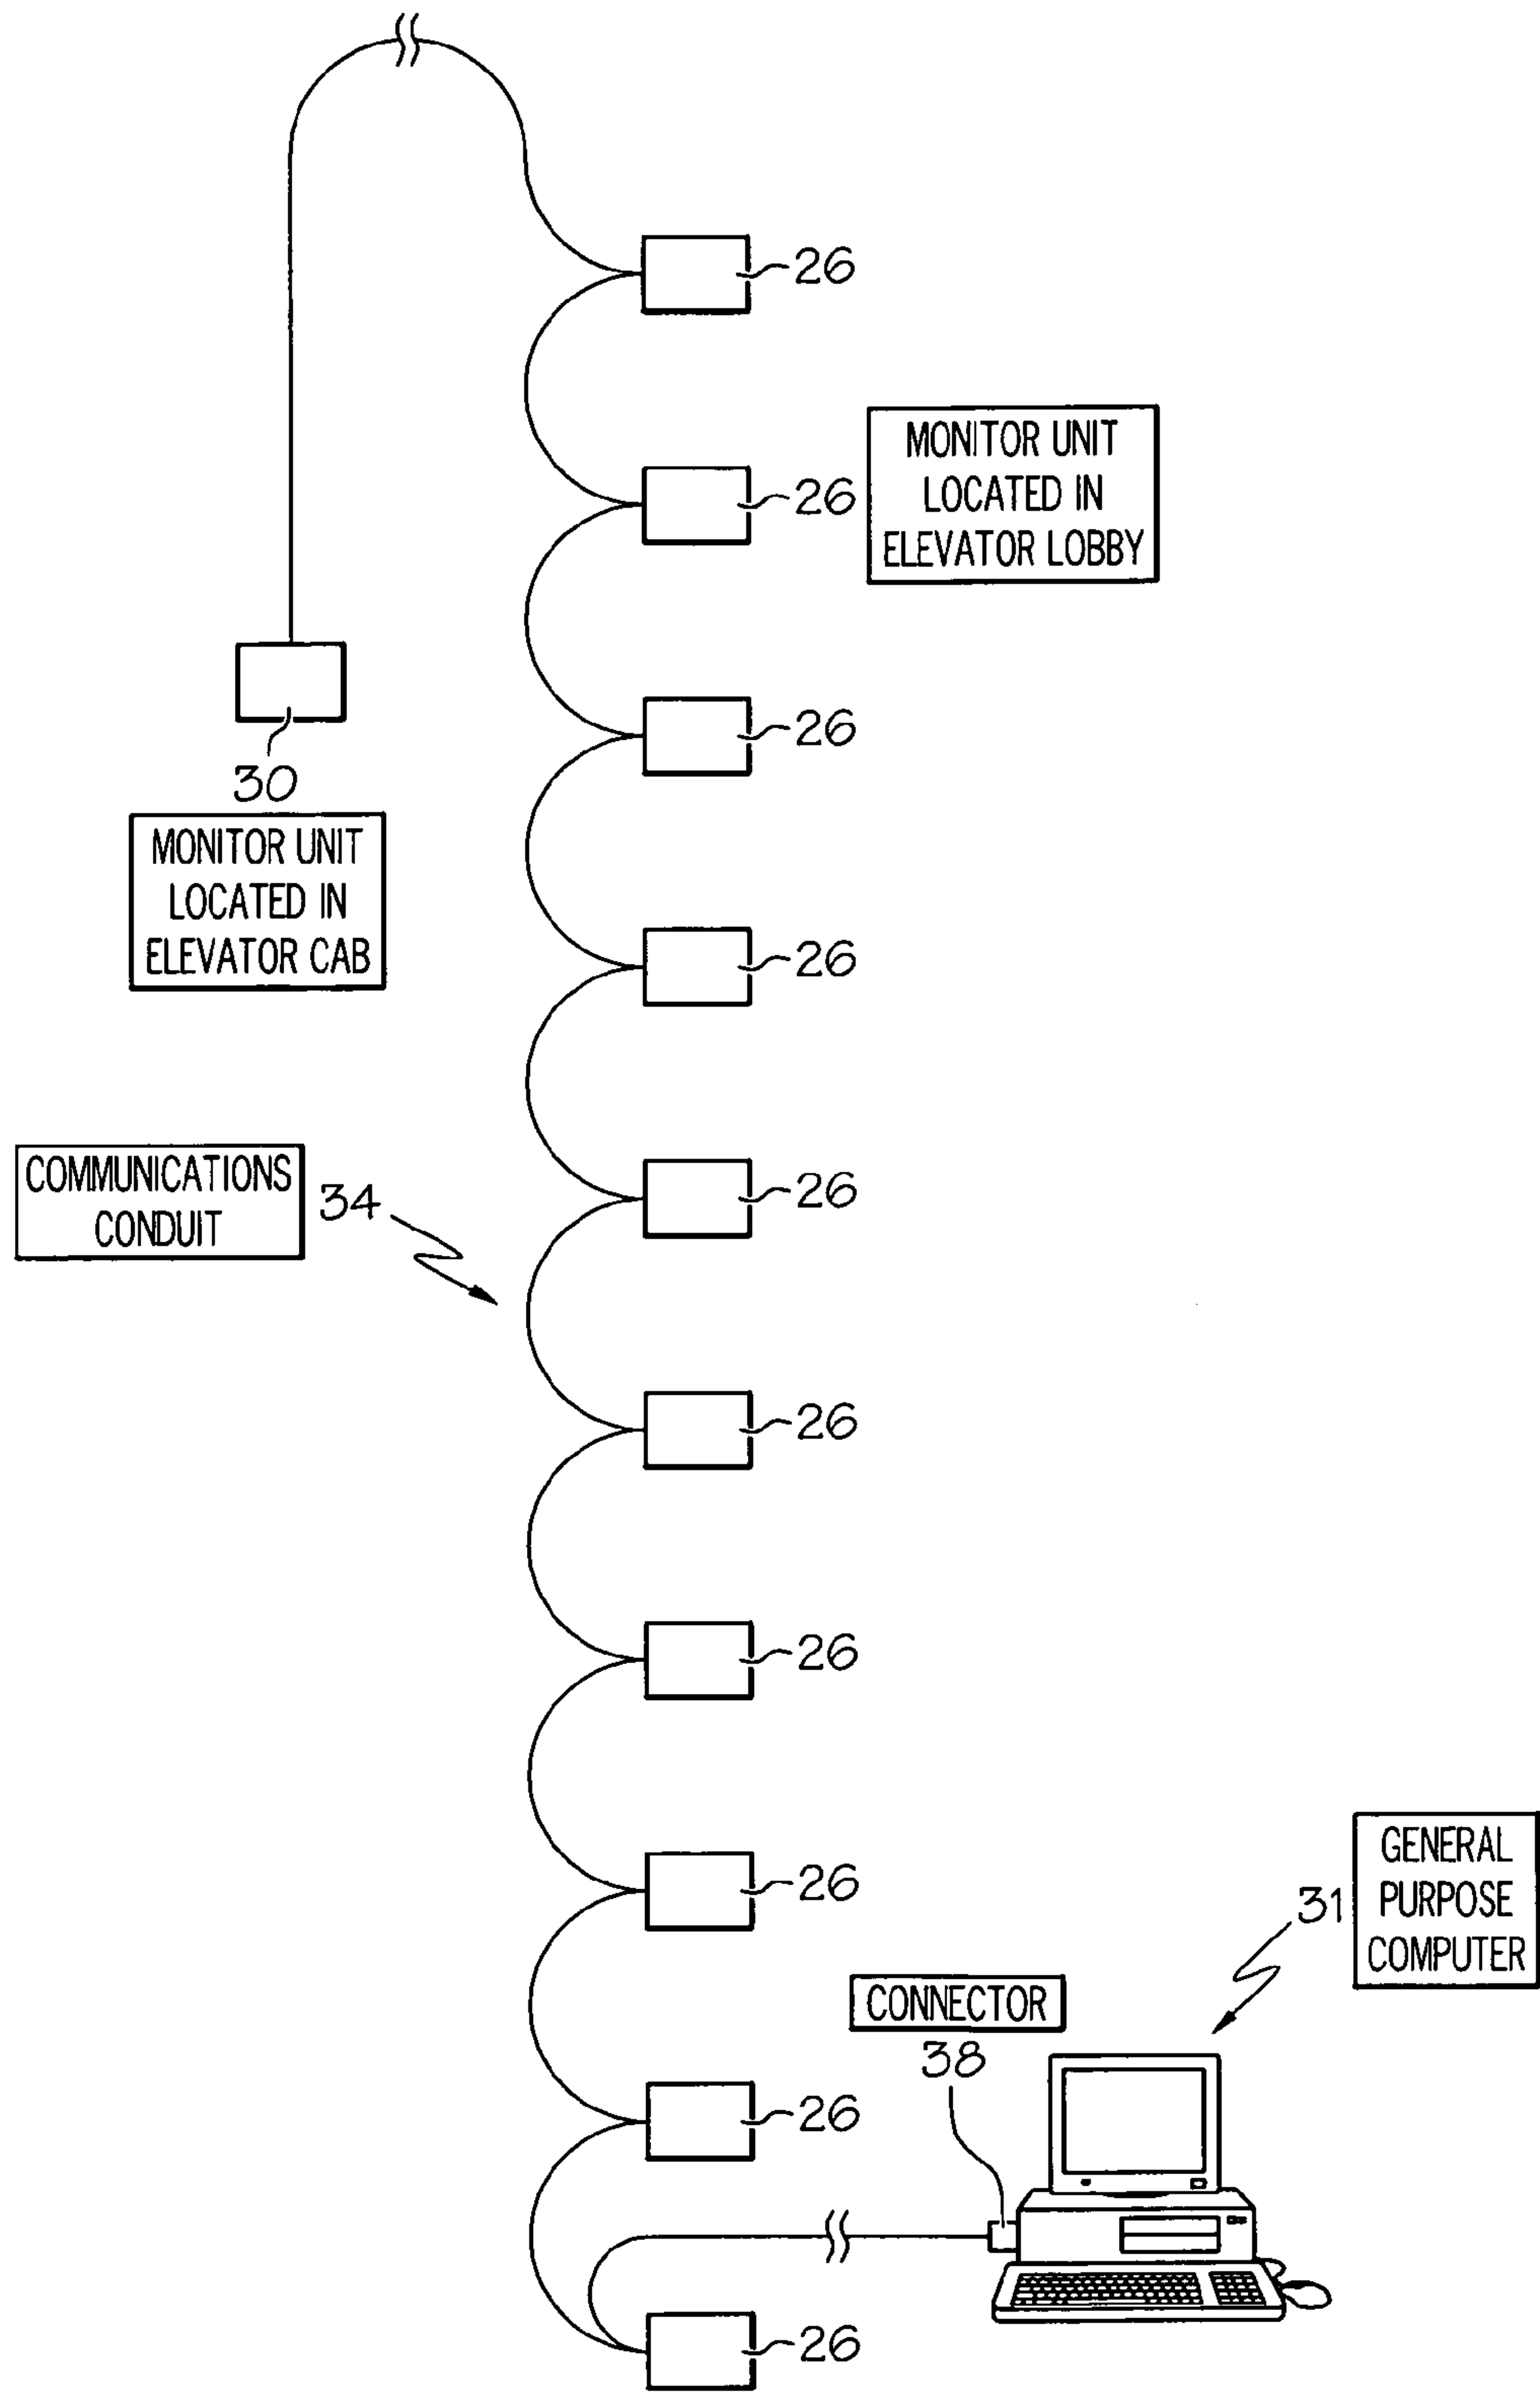 26
MONITOR UNIT
LOCATED IN
ELEVATOR LOBBY
26
26
30
MONITOR UNIT
LOCATED IN
ELEVATOR CAB
26
26
COMMUNICATIONS
CONDUIT
34
26
26
26
GENERAL
PURPOSE
COMPUTER
31
CONNECTOR
38
26
26